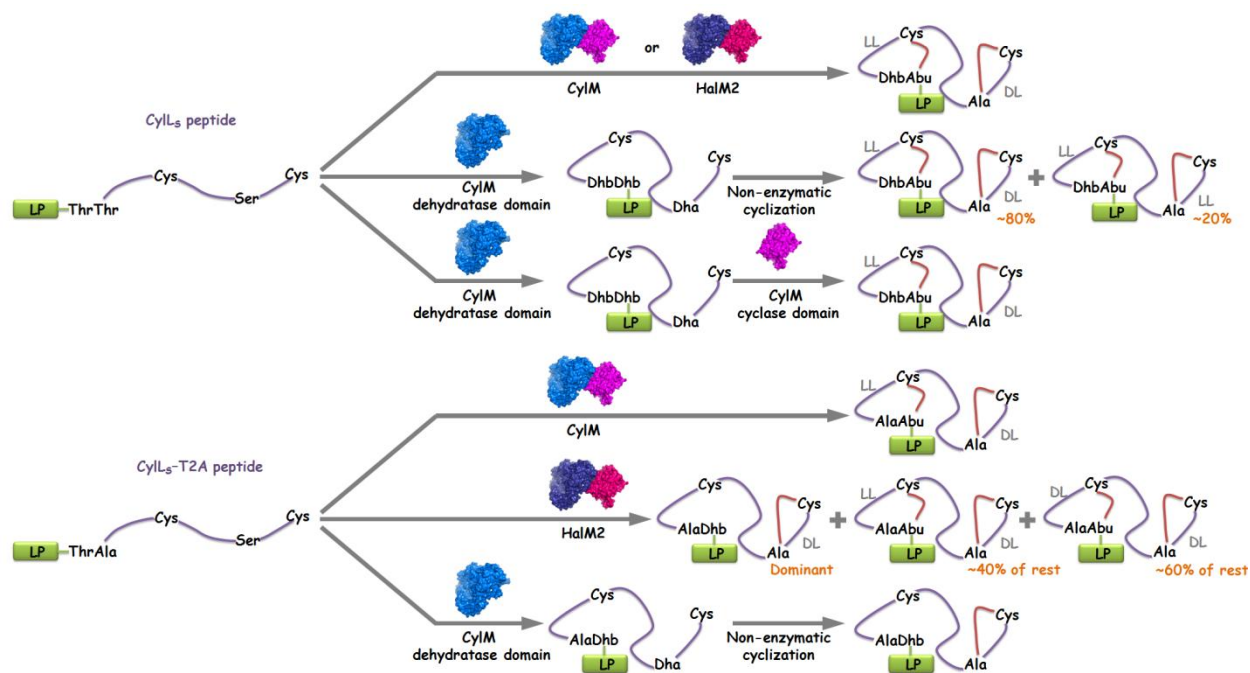 CylM
or
HalM2
LL
Cys
Cys
DhbAbu
LP
Ala
DL
CylLS peptide
LP
ThrThr
Cys
Ser
Cys
CylM
dehydratase domain
Cys
Cys
DhbDhb
LP
Dha
Non-enzymatic
cyclization
LL
Cys
Cys
DhbAbu
LP
Ala
DL
~80%
+
LL
Cys
Cys
DhbAbu
LP
Ala
LL
~20%
CylM
dehydratase domain
Cys
Cys
DhbDhb
LP
Dha
CylM
cyclase domain
LL
Cys
Cys
DhbAbu
LP
Ala
DL
CylM
LL
Cys
Cys
AlaAbu
LP
Ala
DL
CylLS-T2A peptide
LP
ThrAla
Cys
Ser
Cys
HalM2
Cys
Cys
AlaDhb
LP
Ala
DL
Dominant
+
LL
Cys
Cys
AlaAbu
LP
Ala
DL
~40% of rest
+
DL
Cys
Cys
AlaAbu
LP
Ala
DL
~60% of rest
CylM
dehydratase domain
Cys
Cys
AlaDhb
LP
Dha
Non-enzymatic
cyclization
Cys
Cys
AlaDhb
LP
Ala